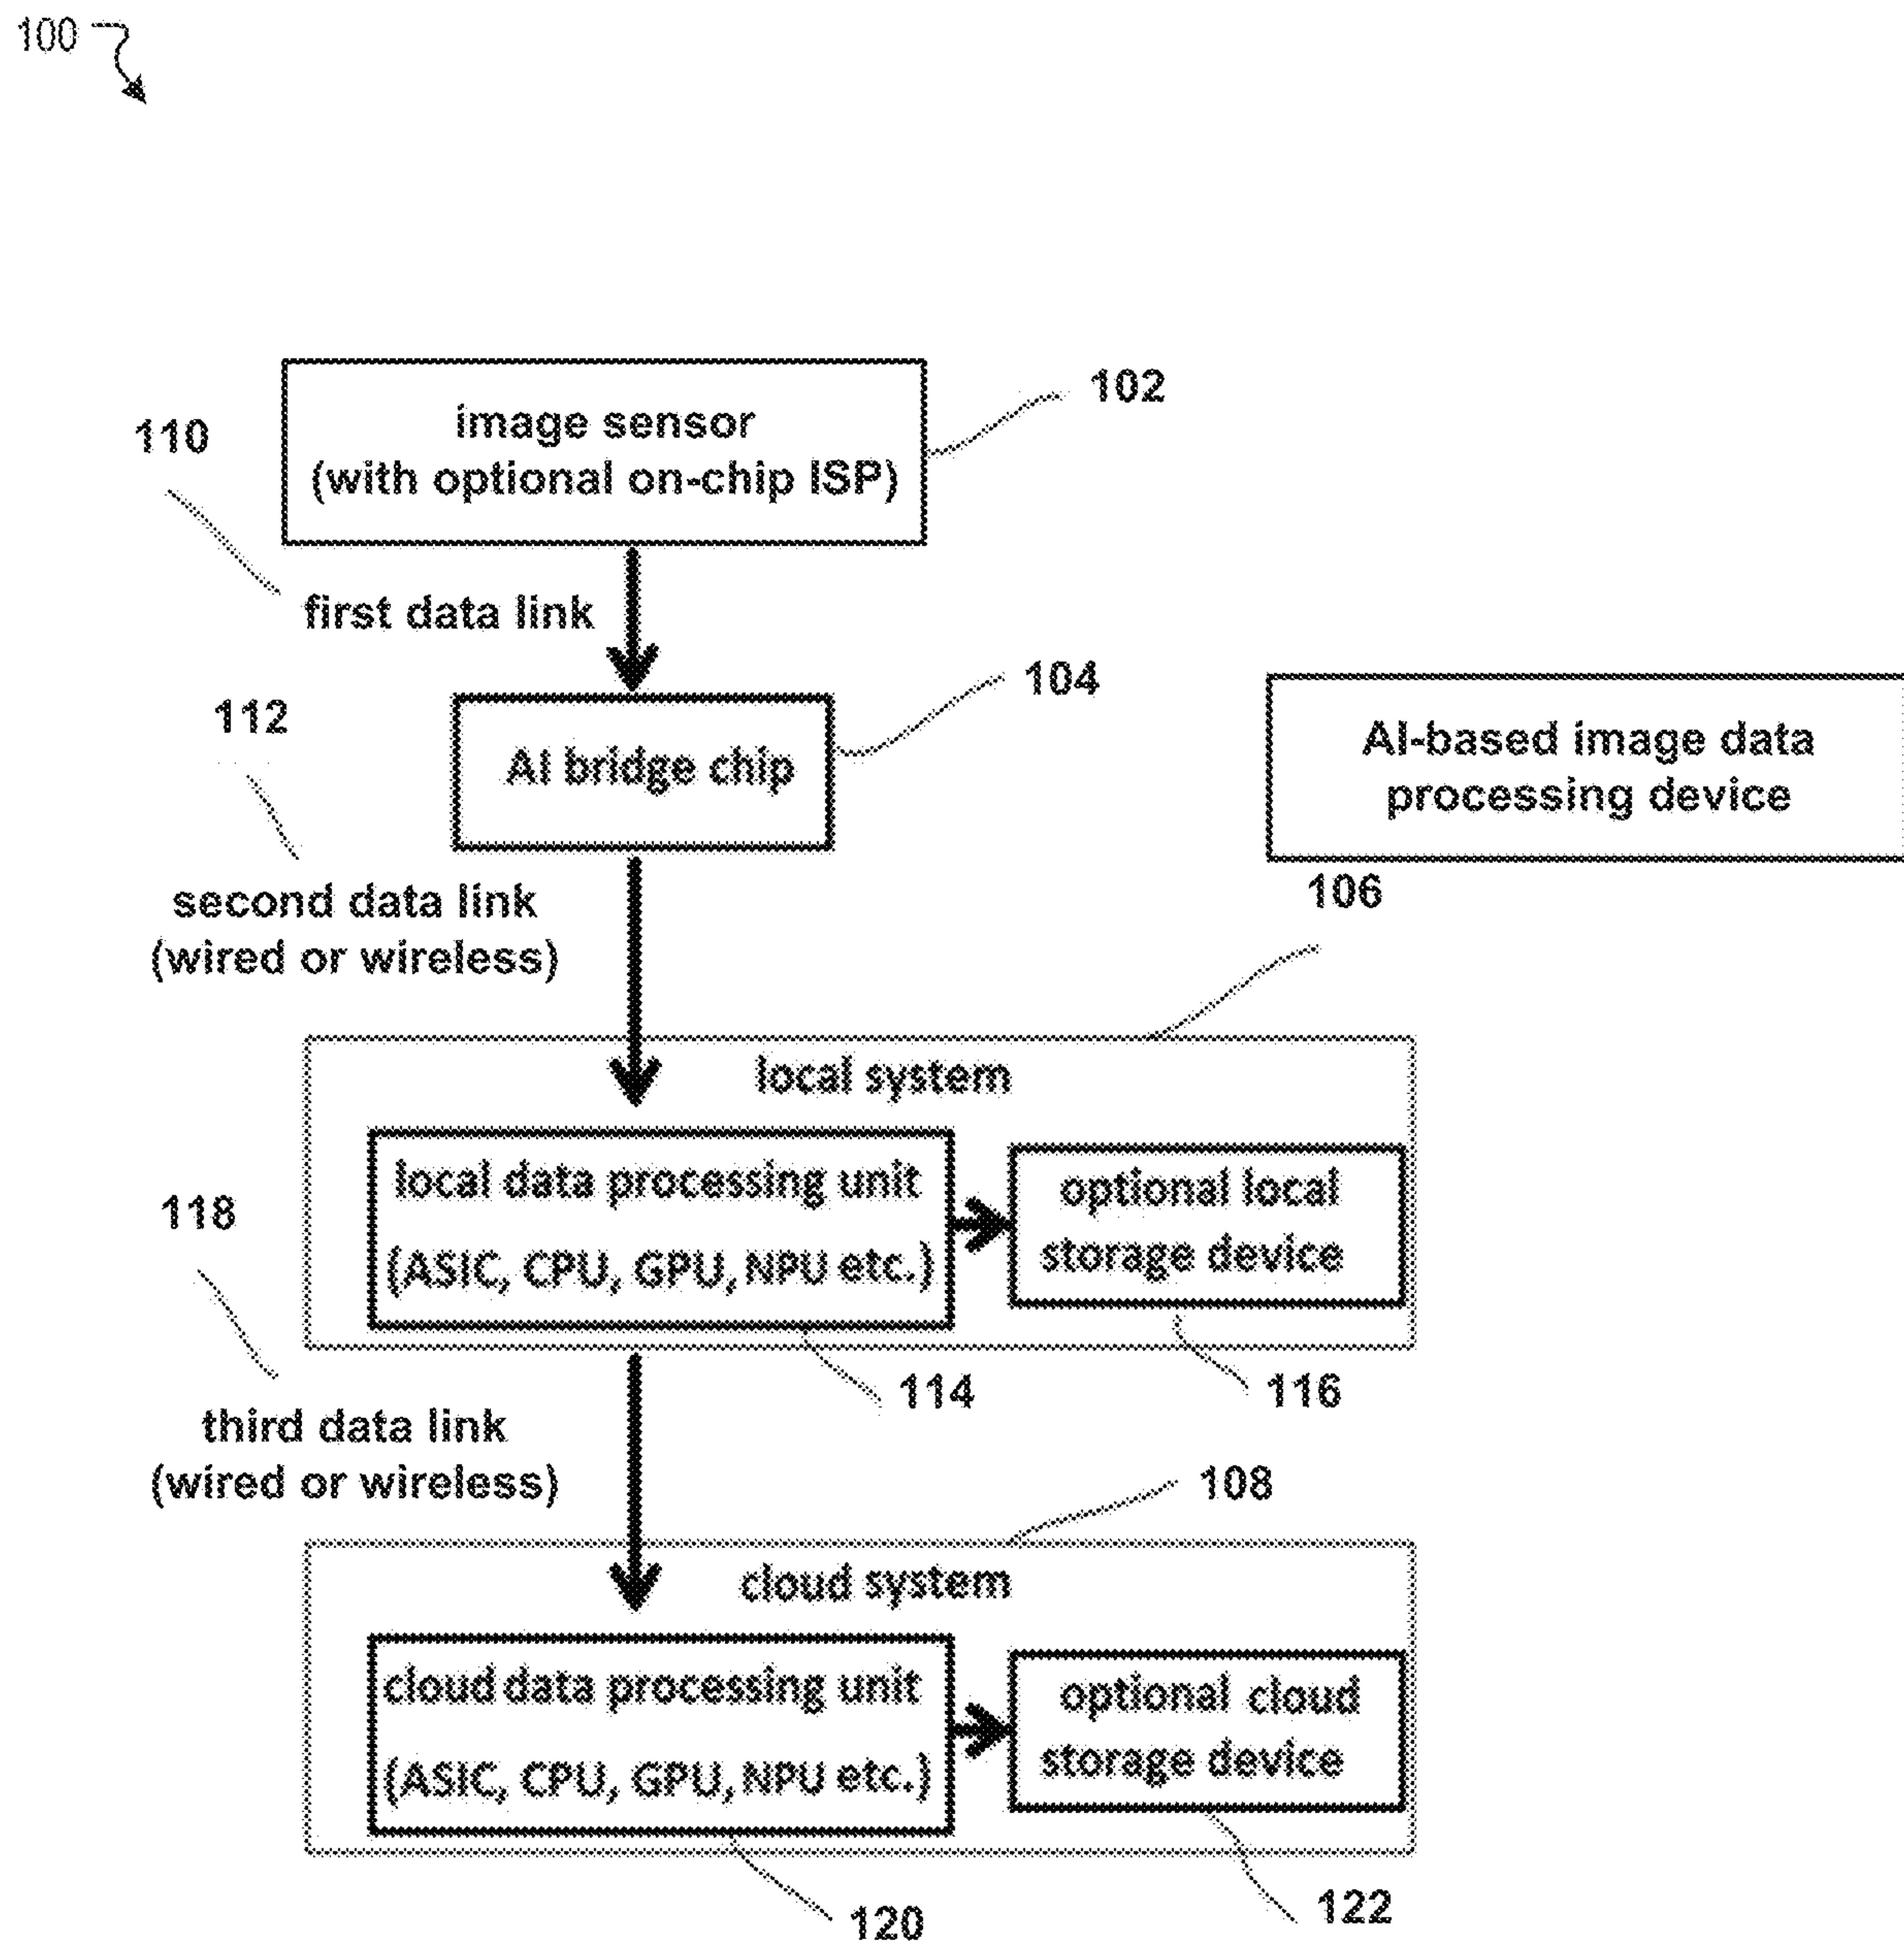 100
image sensor
(with optional on-chip ISP)
102
110
first data link
104
112
AI bridge chip
AI-based image data
processing device
106
second data link
(wired or wireless)
local system
local data processing unit
(ASIC, CPU, GPU, NPU etc.)
optional local
storage device
118
114
116
third data link
(wired or wireless)
108
cloud system
cloud data processing unit
(ASIC, CPU, GPU, NPU etc.)
optional cloud
storage device
120
122